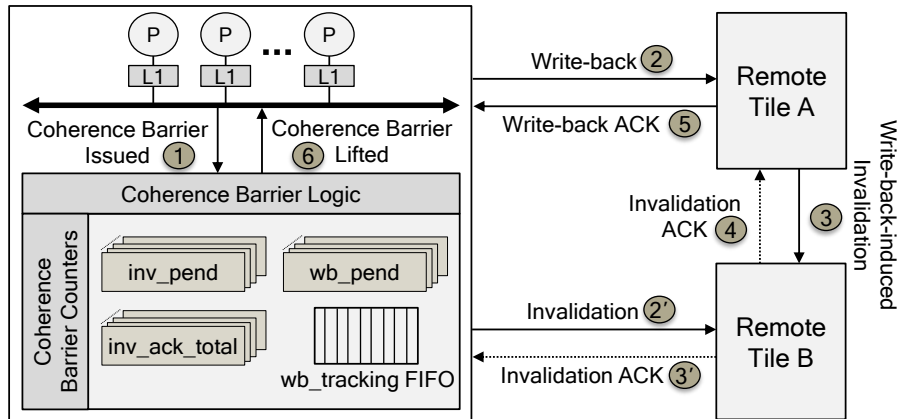 P
P
...
P
L1
L1
L1
Coherence Barrier
Issued
1
6
Coherence Barrier
Lifted
Coherence Barrier Logic
Coherence
Barrier Counters
inv_pend
wb_pend
inv_ack_total
wb_tracking FIFO
Write-back 2
Write-back ACK 5
Remote
Tile A
Invalidation
ACK 4
3
Write-back-induced
Invalidation
Invalidation 2′
Invalidation ACK 3′
Remote
Tile B